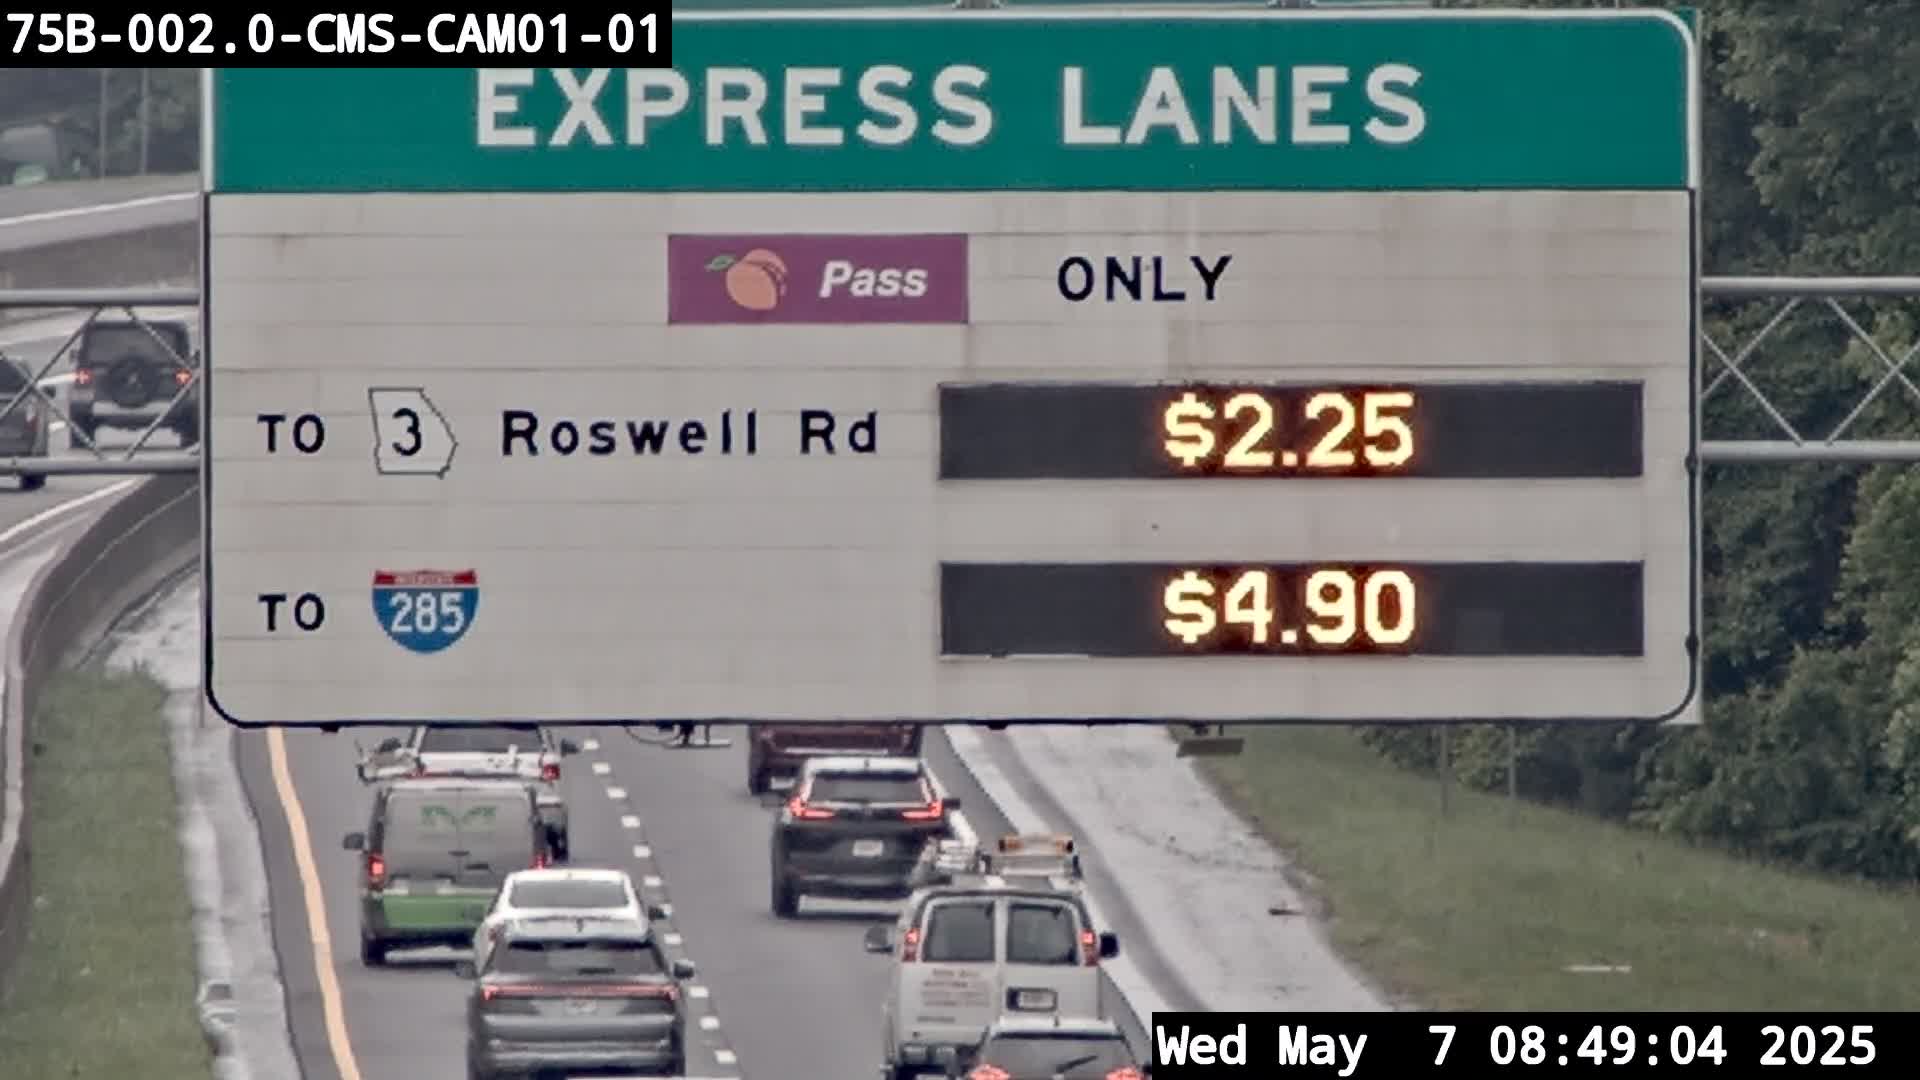 75B-002.0-CMS-CAM01-01
EXPRESS LANES
Pass ONLY
TO 3 Roswell Rd $2.25
TO INTERSTATE 285 $4.90
Wed May 7 08:49:04 2025